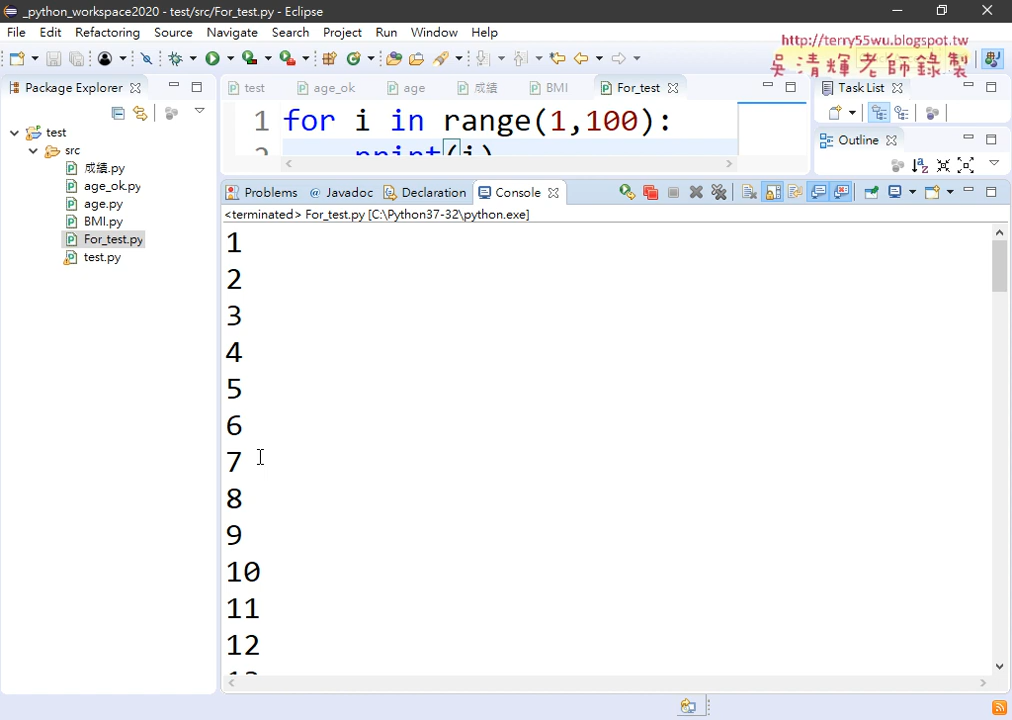 _python_workspace2020 - test/src/For_test.py - Eclipse
File Edit Refactoring Source Navigate Search Project Run Window Help
http://terry55wu.blogspot.tw
吳清輝老師錄製
Package Explorer
test age_ok age 成績 BMI For_test
Task List
1 for i in range(1,100):
2 print(i)
Outline
test
src
成績.py
age_ok.py
age.py
BMI.py
For_test.py
test.py
Problems @ Javadoc Declaration Console
<terminated> For_test.py [C:\Python37-32\python.exe]
1
2
3
4
5
6
7
8
9
10
11
12
13